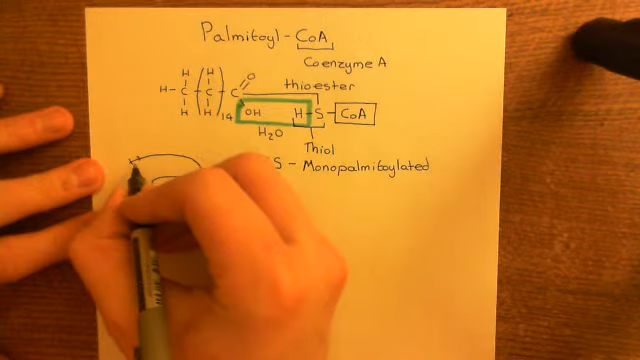 Palmitoyl-CoA
Coenzyme A
thioester
H H
H-C C C O
H H 14 OH H-S-CoA
H₂O
Thiol
S - Monopalmitoylated